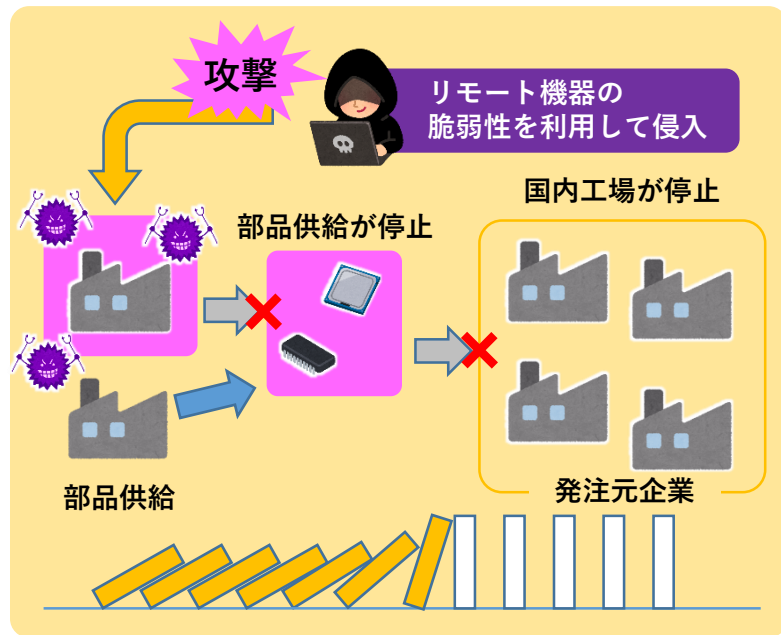 攻撃
リモート機器の
脆弱性を利用して侵入
国内工場が停止
部品供給が停止
部品供給
発注元企業